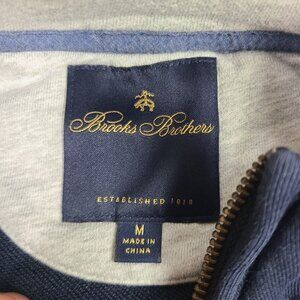 Brooks Brothers
ESTABLISHED 1818
M
MADE IN
CHINA